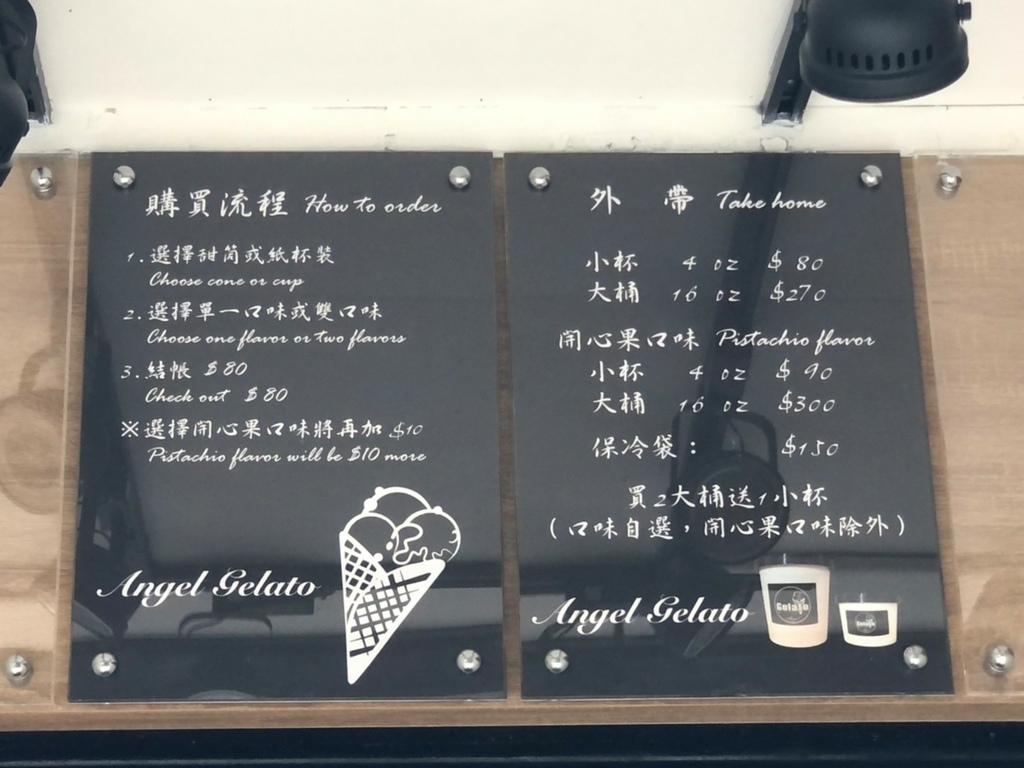 購買流程 How to order
1.選擇甜筒或紙杯裝
Choose cone or cup
2.選擇單一口味或雙口味
Choose one flavor or two flavors
3.結帳 $80
Check out $80
※選擇開心果口味將再加 $10
Pistachio flavor will be $10 more
Angel Gelato
外 帶 Take home
小杯 4 oz $80
大桶 16 oz $270
開心果口味 Pistachio flavor
小杯 4 oz $90
大桶 16 oz $300
保冷袋: $150
買2大桶送1小杯
(口味自選,開心果口味除外)
Angel Gelato
Gelato
Gelato